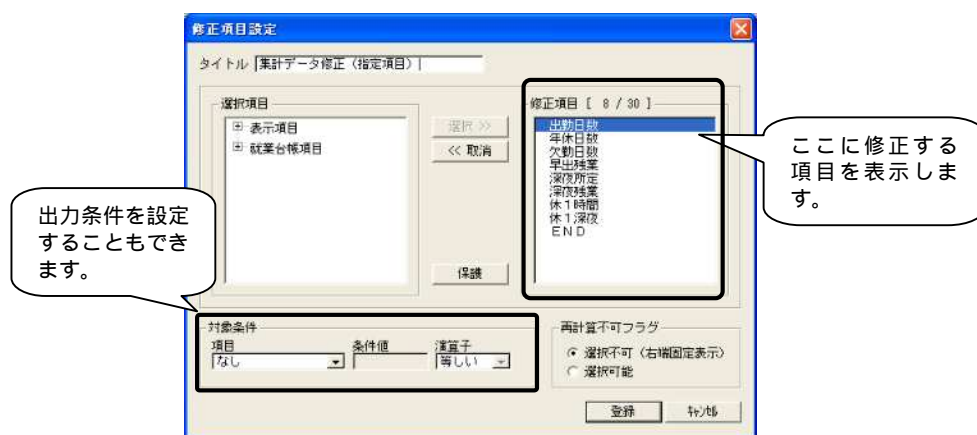 修正項目設定
タイトル 集計データ修正（指定項目）
選択項目
表示項目
就業台帳項目
選択 >>
<< 取消
保護
修正項目 [ 8 / 30 ]
出勤日数
年休日数
欠勤日数
早出残業
深夜所定
深夜残業
休１時間
休１深夜
ＥＮＤ
ここに修正する
項目を表示しま
す。
出力条件を設定
することもでき
ます。
対象条件
項目 条件値 演算子
なし 等しい
再計算不可フラグ
選択不可（右端固定表示）
選択可能
登録 ｷｬﾝｾﾙ